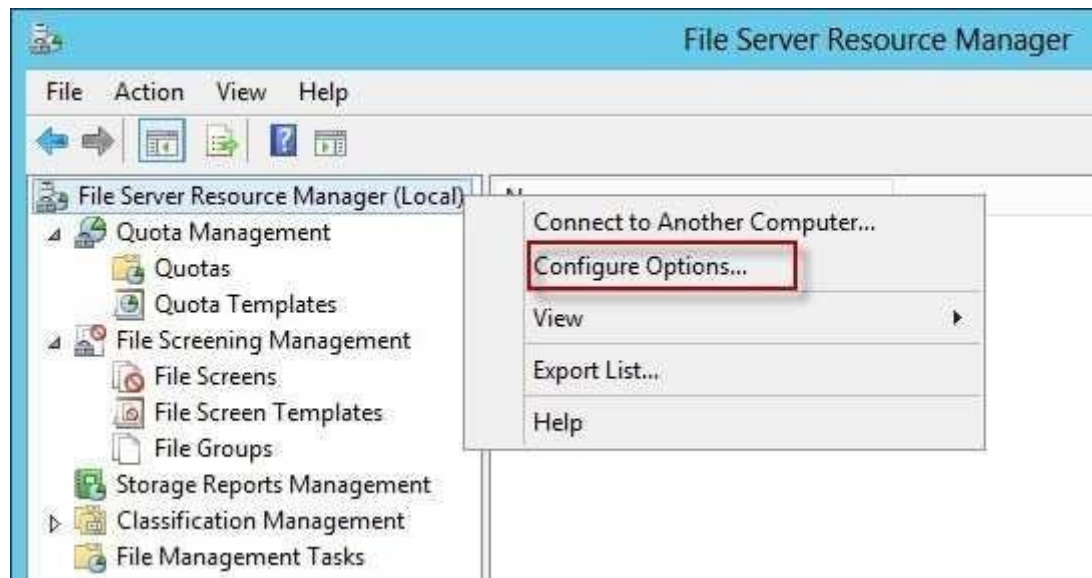 File Server Resource Manager
File Action View Help
File Server Resource Manager (Local)
Quota Management
Quotas
Quota Templates
File Screening Management
File Screens
File Screen Templates
File Groups
Storage Reports Management
Classification Management
File Management Tasks
Connect to Another Computer...
Configure Options...
View
Export List...
Help